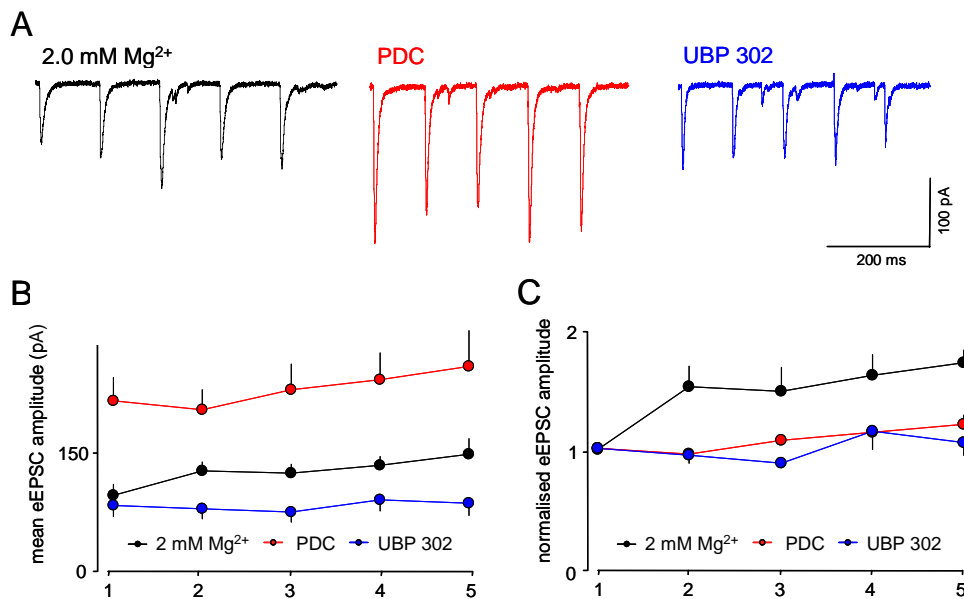 A
2.0 mM Mg²⁺
PDC
UBP 302
100 pA
200 ms
B
mean eEPSC amplitude (pA)
150
0
2 mM Mg²⁺ PDC UBP 302
1 2 3 4 5
C
normalised eEPSC amplitude
2
1
0
2 mM Mg²⁺ PDC UBP 302
1 2 3 4 5